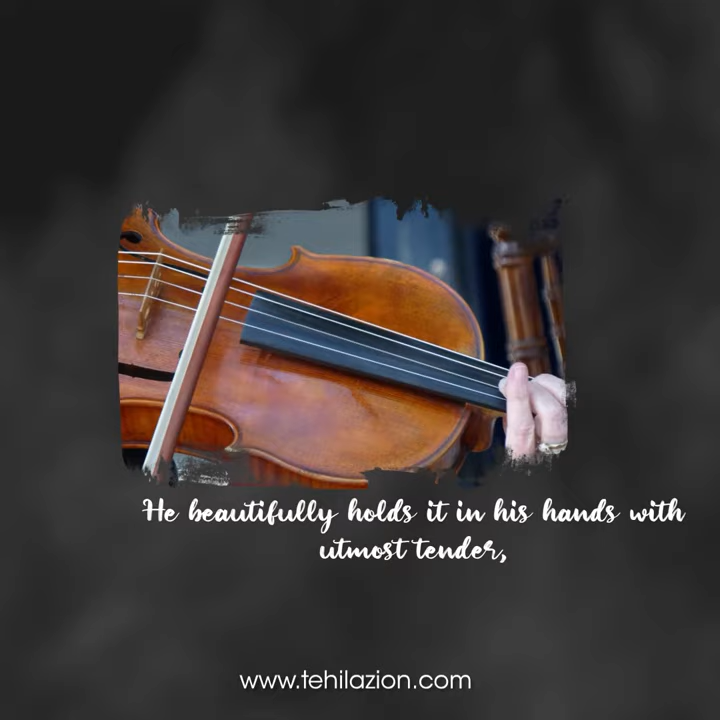 He beautifully holds it in his hands with
utmost tender,
www.tehilazion.com